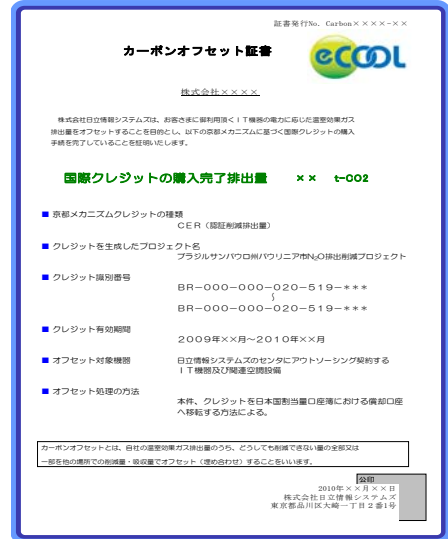 証書発行No. Carbon××××-××
カーボンオフセット証書
ecOOL
株式会社××××
株式会社日立情報システムズは、お客さまに御利用頂くIT機器の電力に応じた温室効果ガス
排出量をオフセットすることを目的とし、以下の京都メカニズムに基づく国際クレジットの購入
手続を完了していることを証明いたします。
国際クレジットの購入完了排出量 ×× t-CO2
■ 京都メカニズムクレジットの種類
CER(認証削減排出量)
■ クレジットを生成したプロジェクト名
ブラジルサンパウロ州パウリニア市N₂O排出削減プロジェクト
■ クレジット識別番号
BR-000-000-020-519-***
~
BR-000-000-020-519-***
■ クレジット有効期間
2009年××月~2010年××月
■ オフセット対象機器
日立情報システムズのセンタにアウトソーシング契約する
IT機器及び関連空調設備
■ オフセット処理の方法
本件、クレジットを日本国割当量口座簿における償却口座
へ移転する方法による。
カーボンオフセットとは、自社の温室効果ガス排出量のうち、どうしても削減できない量の全部又は
一部を他の場所での削減量・吸収量でオフセット(埋め合わせ)することをいいます。
公印
2010年××月××日
株式会社日立情報システムズ
東京都品川区大崎一丁目2番1号